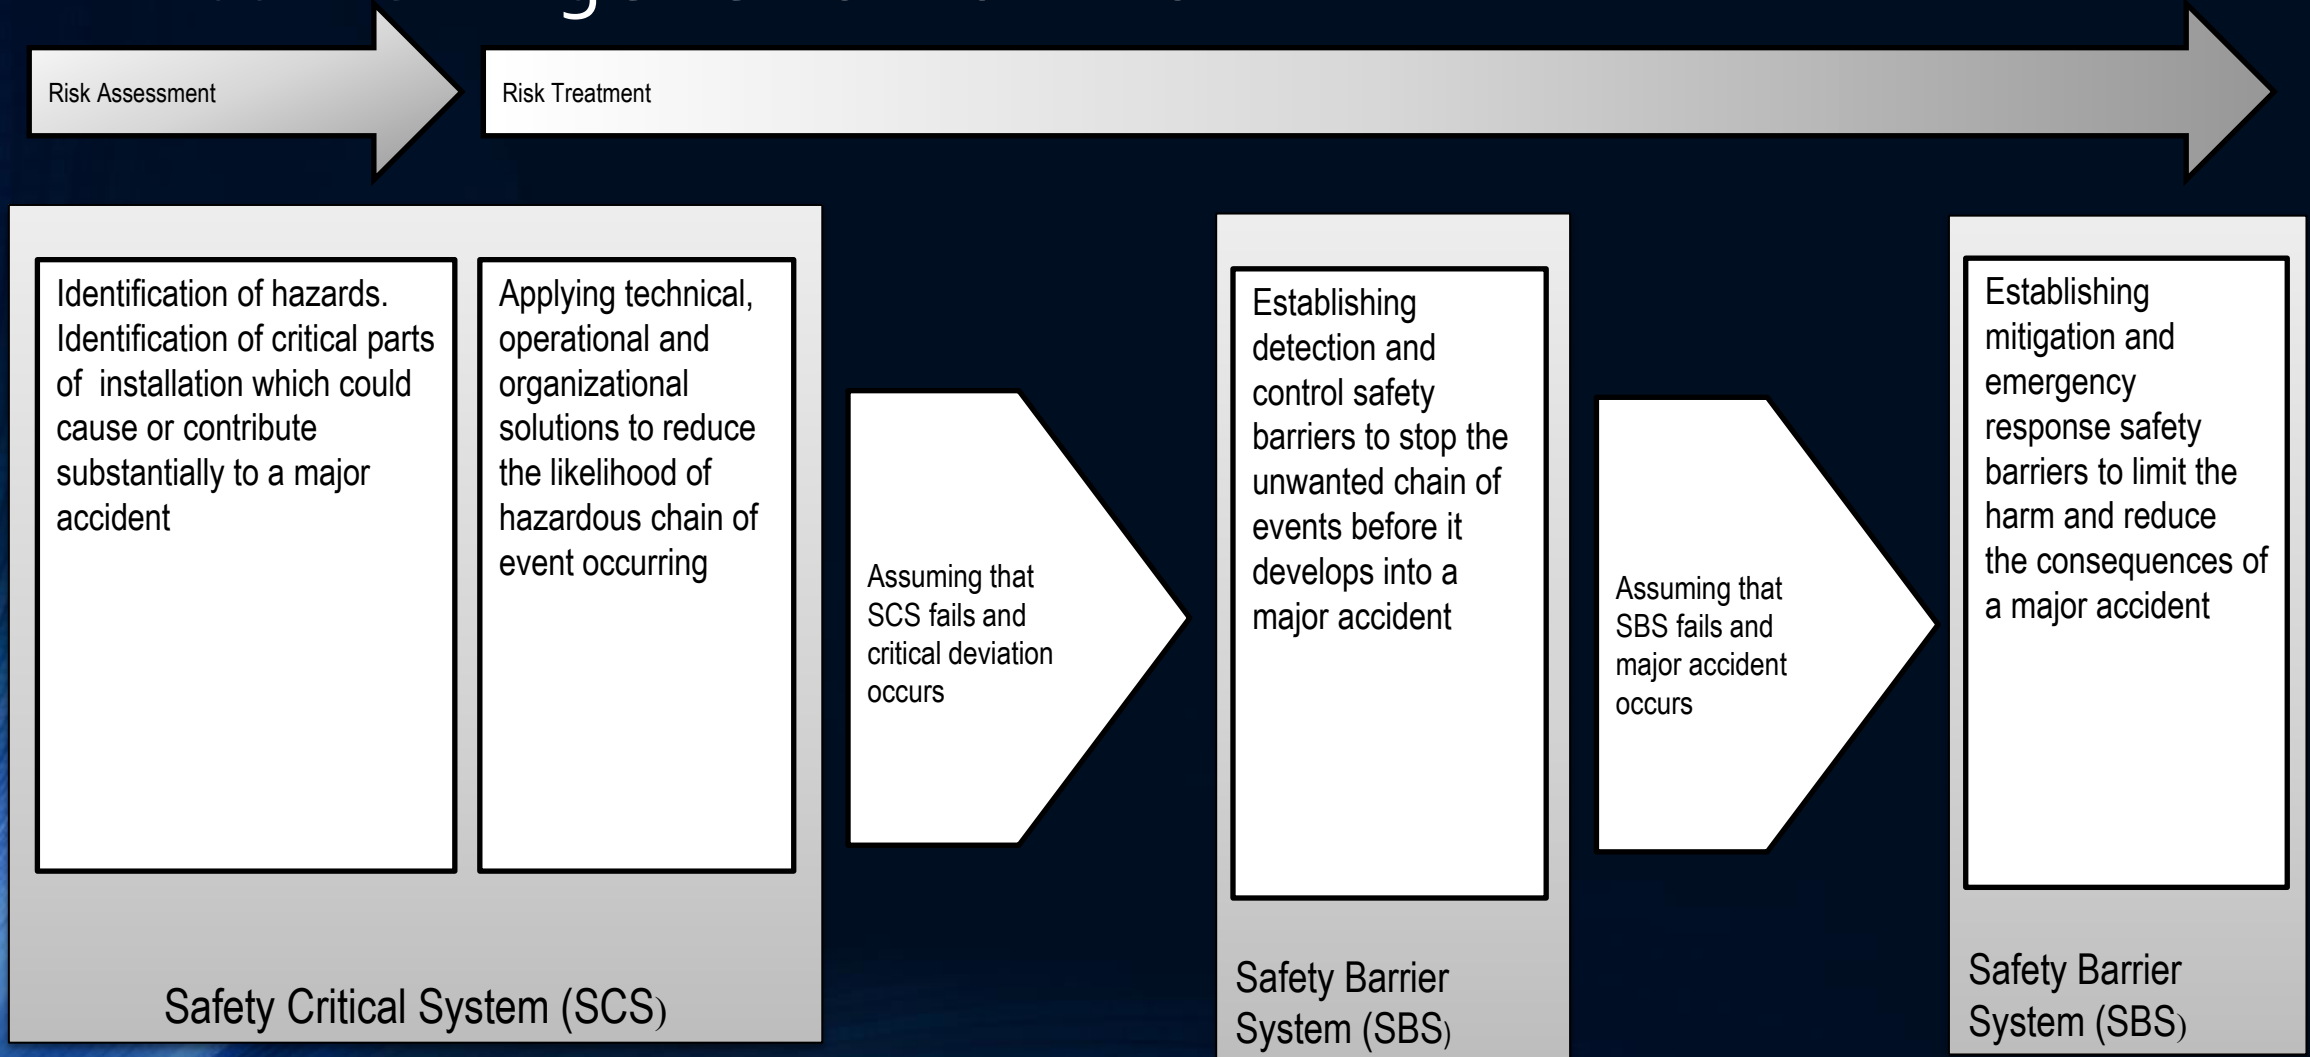 Risk Assessment
Risk Treatment
Identification of hazards.
Identification of critical parts
of installation which could
cause or contribute
substantially to a major
accident
Applying technical,
operational and
organizational
solutions to reduce
the likelihood of
hazardous chain of
event occurring
Assuming that
SCS fails and
critical deviation
occurs
Establishing
detection and
control safety
barriers to stop the
unwanted chain of
events before it
develops into a
major accident
Assuming that
SBS fails and
major accident
occurs
Establishing
mitigation and
emergency
response safety
barriers to limit the
harm and reduce
the consequences of
a major accident
Safety Critical System (SCS)
Safety Barrier
System (SBS)
Safety Barrier
System (SBS)